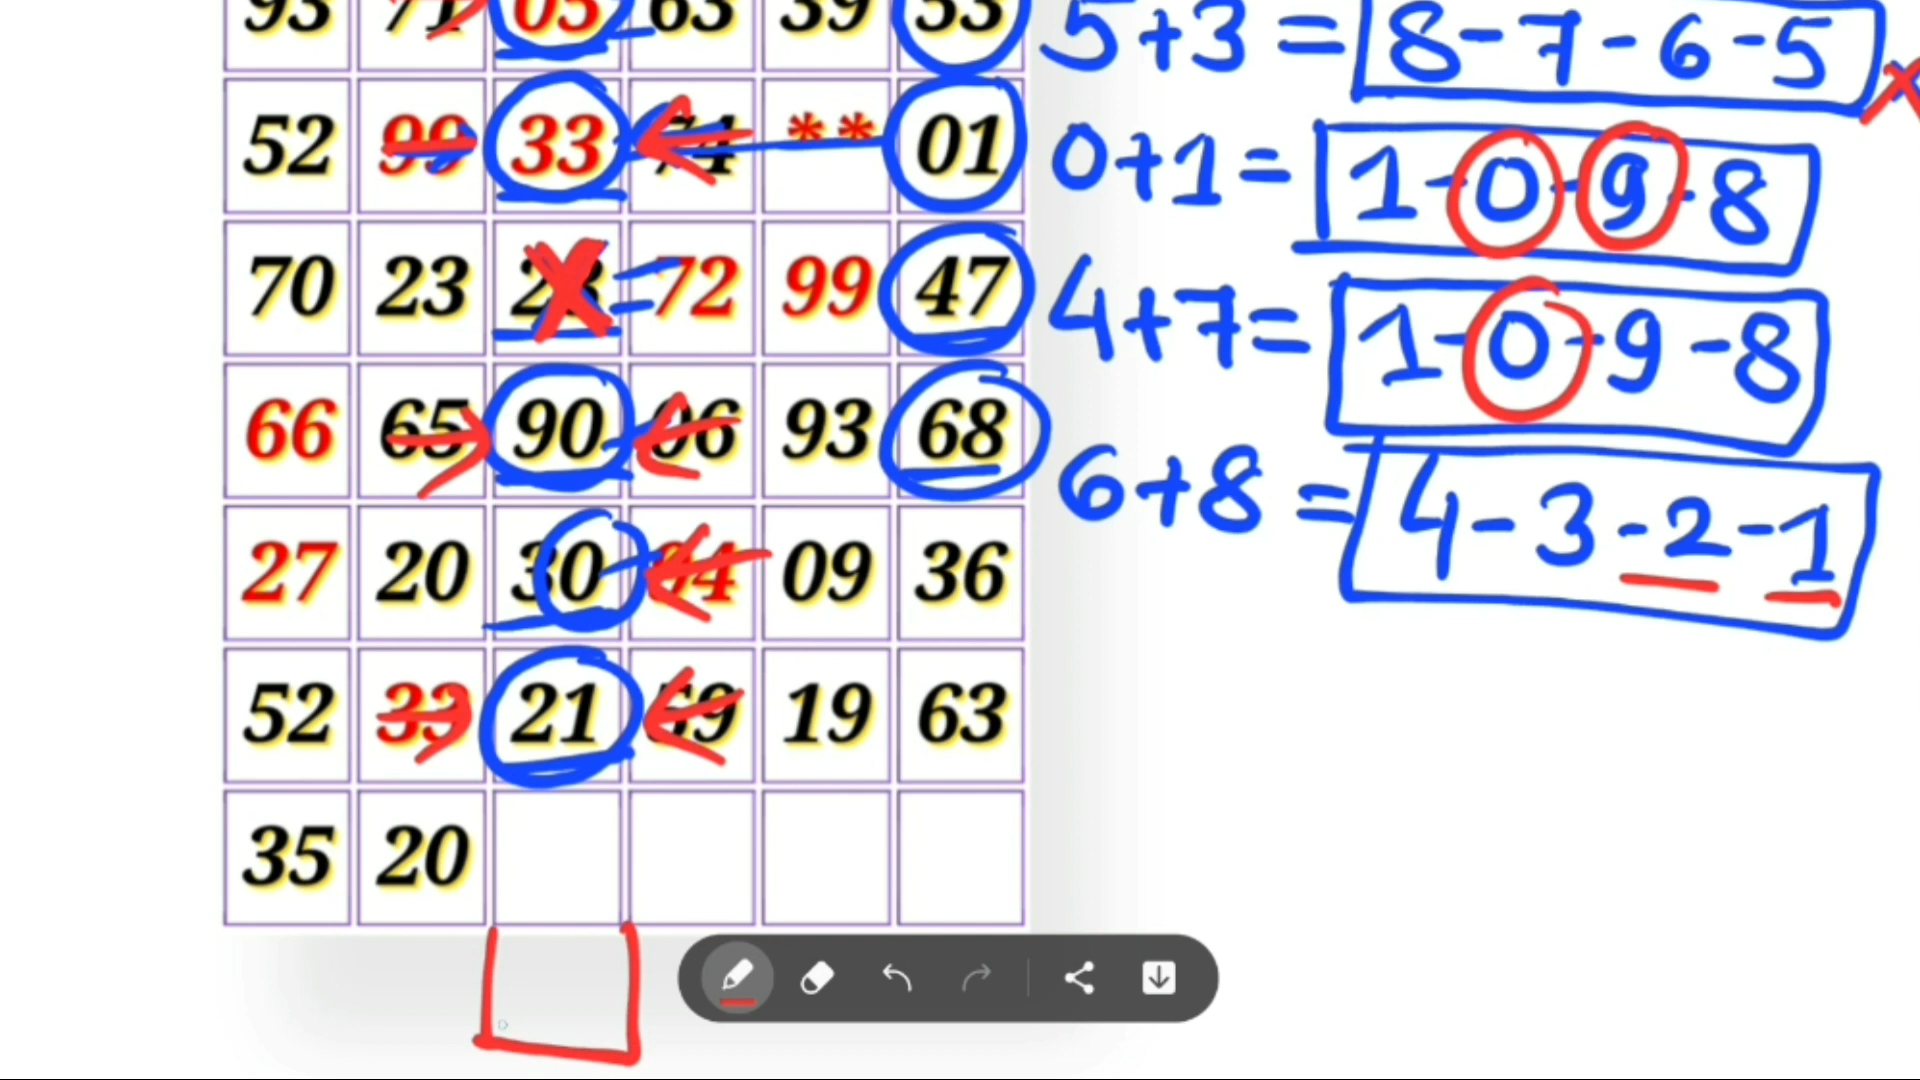 93 71 05 63 39 53 5+3 = 8-7-6-5 x
52 99 33 74 ** 01 0+1= 1-0-9-8
70 23 X 72 99 47 4+7= 1-0-9-8
66 65 90 06 93 68 6+8 = 4-3-2-1
27 20 30 04 09 36
52 33 21 59 19 63
35 20